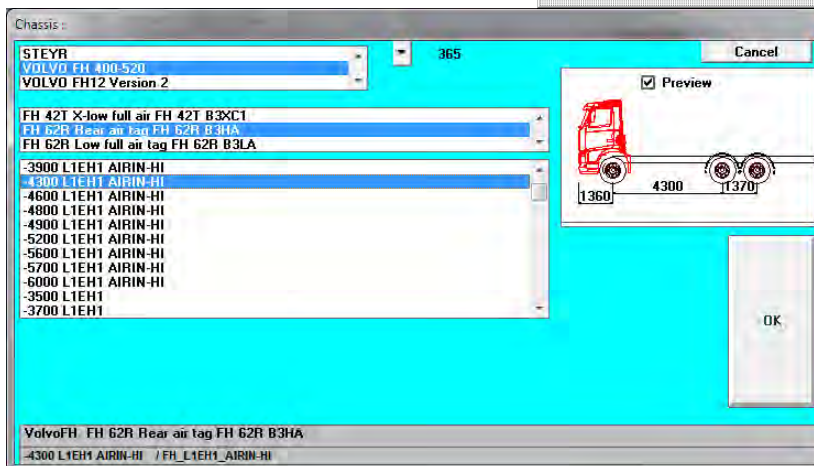 Chassis :
STEYR
VOLVO FH 400-520
VOLVO FH12 Version 2
365
Cancel
Preview
FH 42T X-low full air FH 42T B3XC1
FH 62R Rear air tag FH 62R B3HA
FH 62R Low full air tag FH 62R B3LA
-3900 L1EH1 AIRIN-HI
-4300 L1EH1 AIRIN-HI
-4600 L1EH1 AIRIN-HI
-4800 L1EH1 AIRIN-HI
-4900 L1EH1 AIRIN-HI
-5200 L1EH1 AIRIN-HI
-5600 L1EH1 AIRIN-HI
-5700 L1EH1 AIRIN-HI
-6000 L1EH1 AIRIN-HI
-3500 L1EH1
-3700 L1EH1
1360 4300 1370
OK
VolvoFH FH 62R Rear air tag FH 62R B3HA
-4300 L1EH1 AIRIN-HI / FH_L1EH1_AIRIN-HI